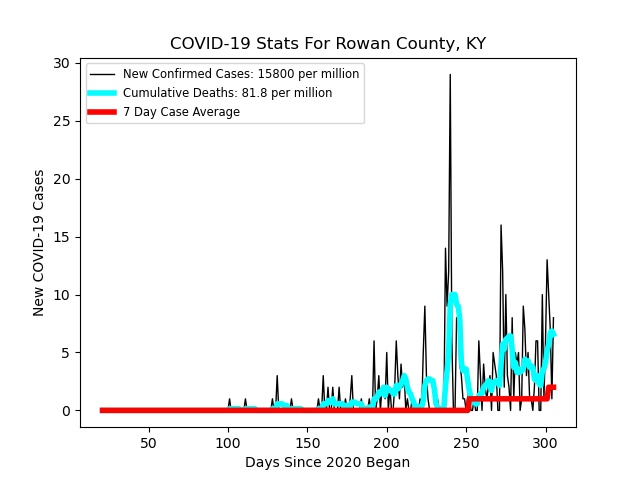 COVID-19 Stats For Rowan County, KY
New Confirmed Cases: 15800 per million
Cumulative Deaths: 81.8 per million
7 Day Case Average
New COVID-19 Cases
30
25
20
15
10
5
0
50 100 150 200 250 300
Days Since 2020 Began